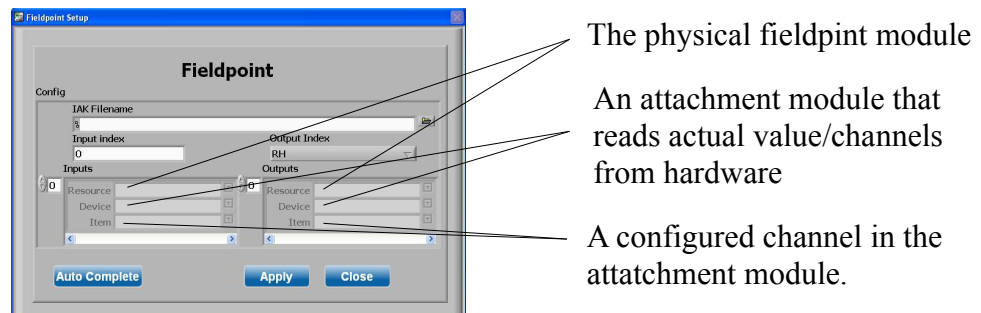 Fieldpoint Setup
Fieldpoint
Config
IAK Filename
%
Input index
Output Index
0
RH
Inputs
Outputs
0
Resource
Device
Item
0
Resource
Device
Item
Auto Complete
Apply
Close
The physical fieldpint module
An attachment module that
reads actual value/channels
from hardware
A configured channel in the
attatchment module.